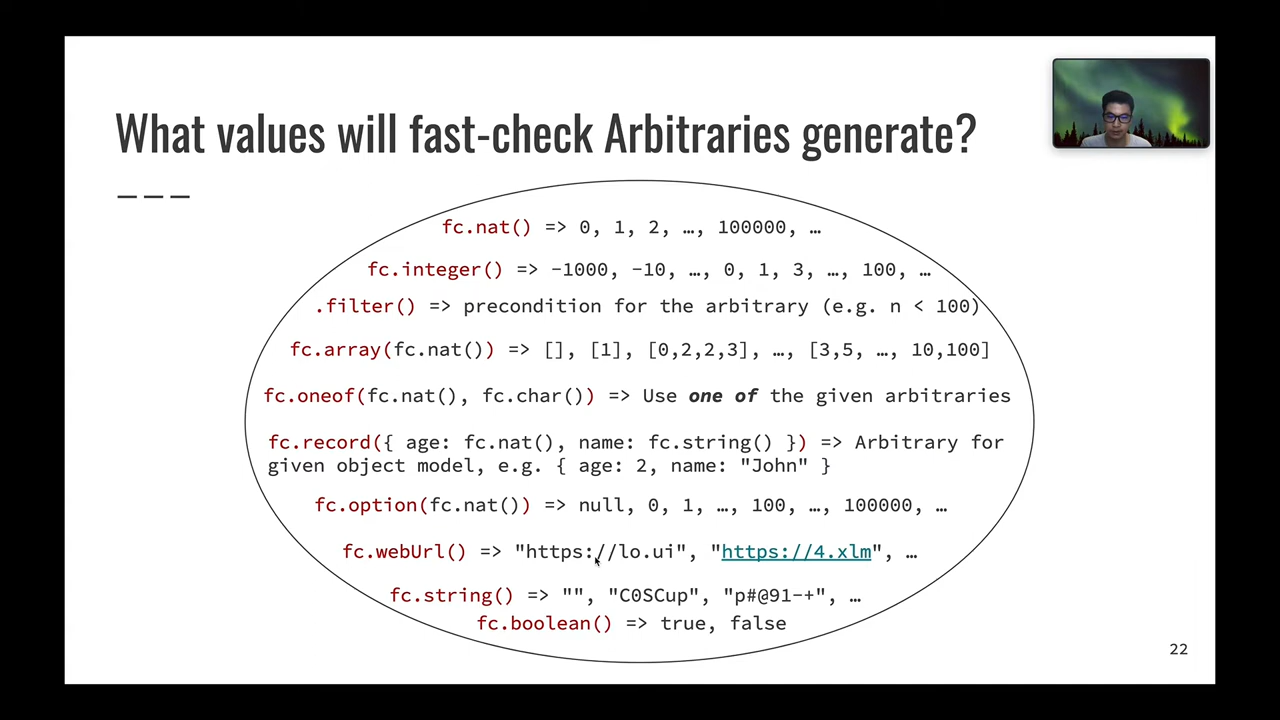 What values will fast-check Arbitraries generate?
fc.nat() => 0, 1, 2, …, 100000, …
fc.integer() => -1000, -10, …, 0, 1, 3, …, 100, …
.filter() => precondition for the arbitrary (e.g. n < 100)
fc.array(fc.nat()) => [], [1], [0,2,2,3], …, [3,5, …, 10,100]
fc.oneof(fc.nat(), fc.char()) => Use one of the given arbitraries
fc.record({ age: fc.nat(), name: fc.string() }) => Arbitrary for
given object model, e.g. { age: 2, name: "John" }
fc.option(fc.nat()) => null, 0, 1, …, 100, …, 100000, …
fc.webUrl() => "https://lo.ui", "https://4.xlm", …
fc.string() => "", "C0SCup", "p#@91-+", …
fc.boolean() => true, false
22